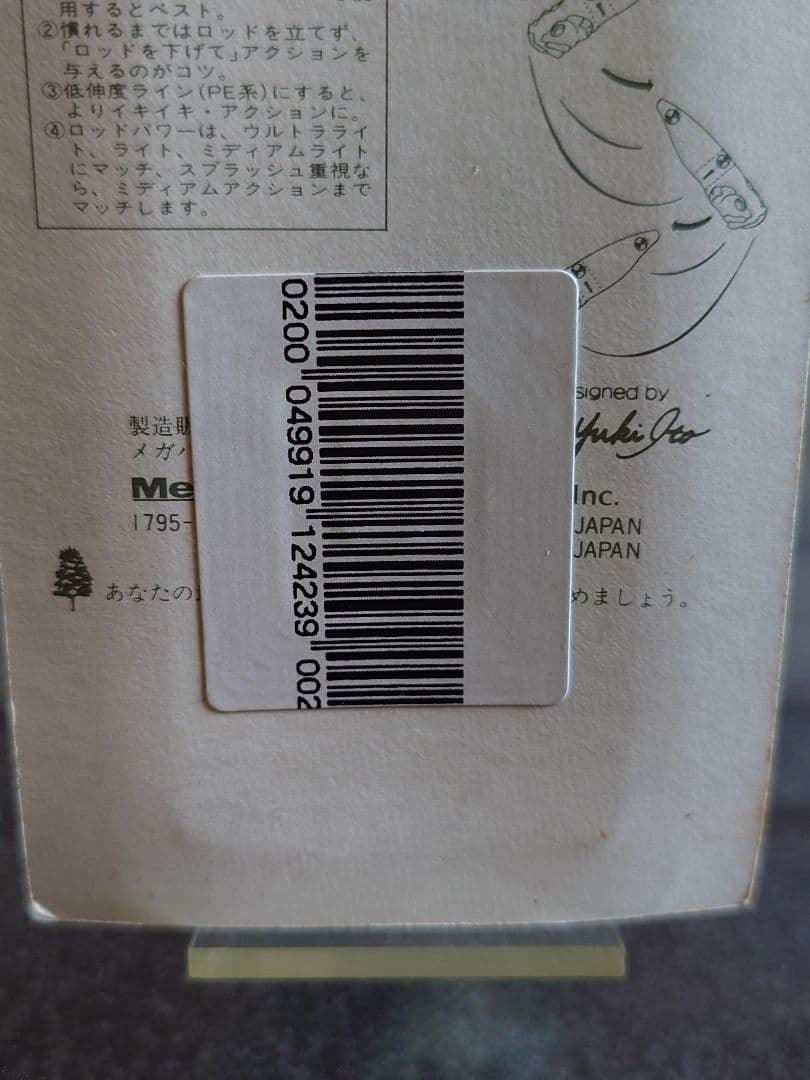 用するとベスト。
②慣れるまではロッドを立てず、
「ロッドを下げて」アクションを
与えるのがコツ。
③低伸度ライン(PE系)にすると、
よりイキイキ・アクションに。
④ロッドパワーは、ウルトラライ
ト、ライト、ミディアムライト
にマッチ、スプラッシュ重視な
ら、ミディアムアクションまで
マッチします。
0200 049919 124239 002
signed by
Yuki Ito
製造販
メガバ
Me
Inc.
1795-
JAPAN
JAPAN
あなたの
めましょう。